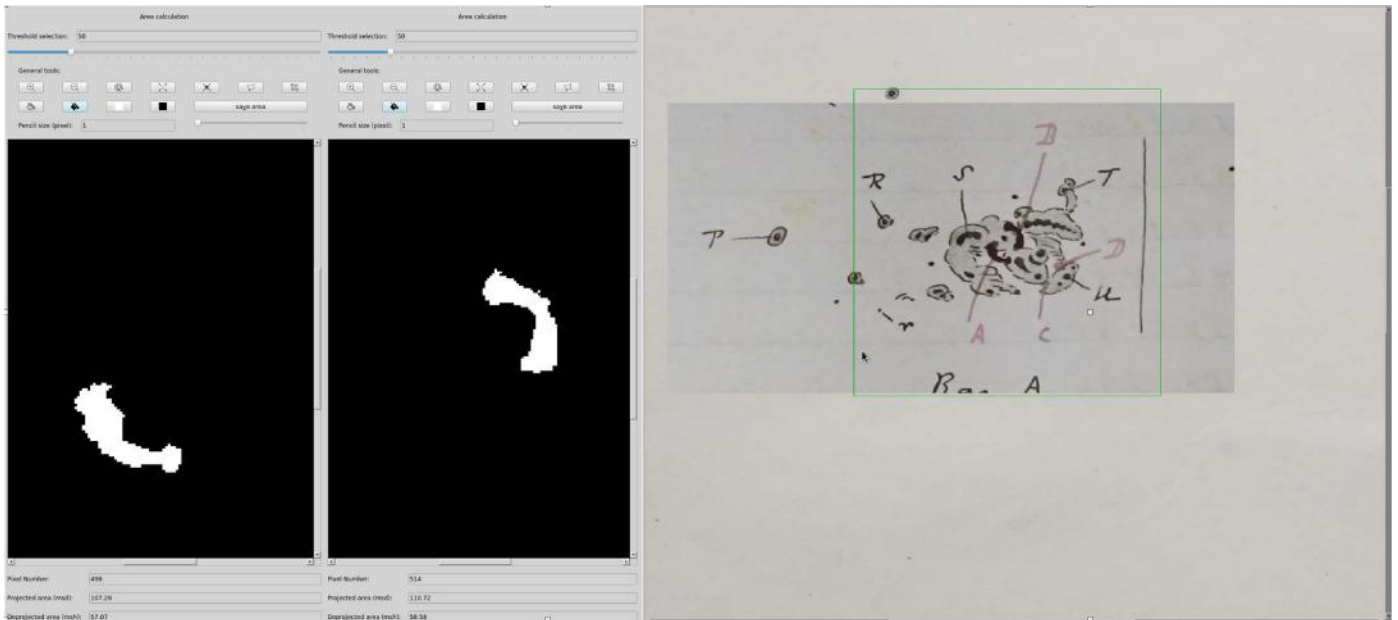 Area calculation
Threshold selection: 50
General tools:
save area
Pencil size (pixel): 1
Pixel Number: 498
Projected area (msd): 107.28
Deprojected area (msh): 57.07
Area calculation
Threshold selection: 50
General tools:
save area
Pencil size (pixel): 1
Pixel Number: 514
Projected area (msd): 110.72
Deprojected area (msh): 58.59
B
R S T
P
D
r U
A C
A